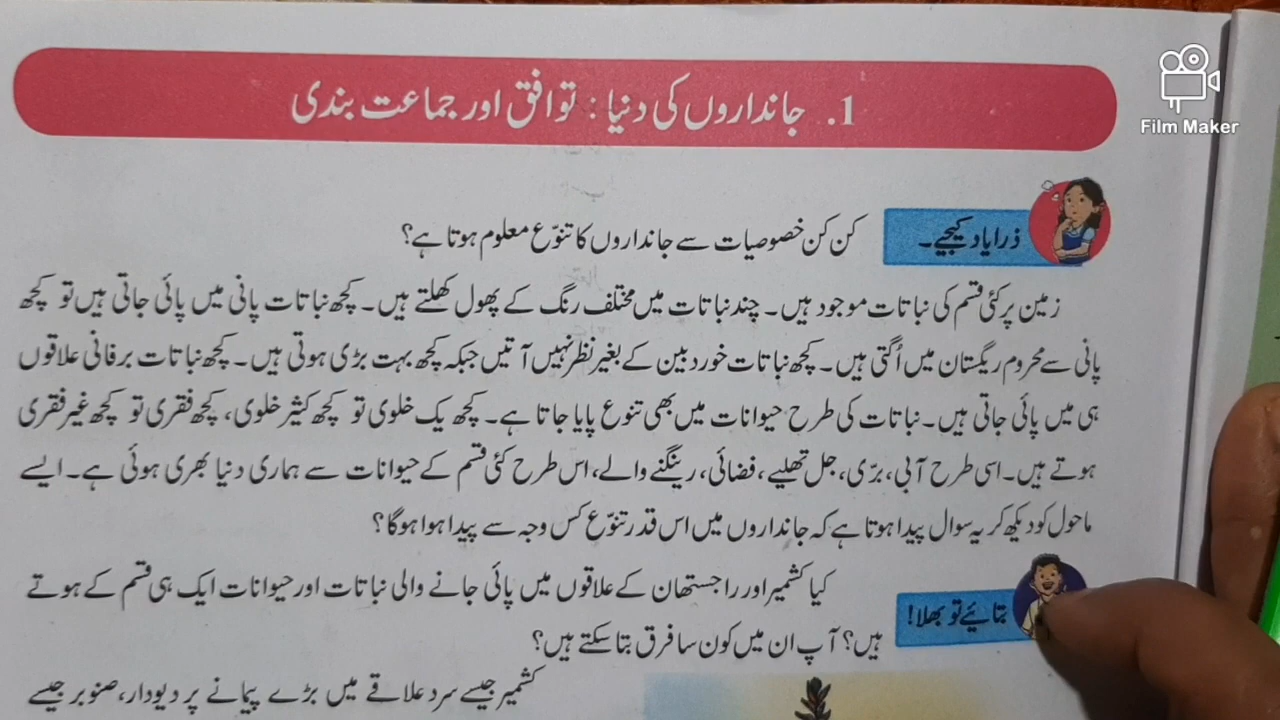 1. جانداروں کی دنیا : توافق اور جماعت بندی
Film Maker
ذرا یاد کیجیے۔ کن کن خصوصیات سے جانداروں کا تنوّع معلوم ہوتا ہے؟
زمین پر کئی قسم کی نباتات موجود ہیں۔ چند نباتات میں مختلف رنگ کے پھول کھلتے ہیں۔ کچھ نباتات پانی میں پائی جاتی ہیں تو کچھ
پانی سے محروم ریگستان میں اُگتی ہیں۔ کچھ نباتات خوردبین کے بغیر نظر نہیں آتیں جبکہ کچھ بہت بڑی ہوتی ہیں۔ کچھ نباتات برفانی علاقوں
ہی میں پائی جاتی ہیں۔ نباتات کی طرح حیوانات میں بھی تنوع پایا جاتا ہے۔ کچھ یک خلوی تو کچھ کثیر خلوی، کچھ فقری تو کچھ غیر فقری
ہوتے ہیں۔ اسی طرح آبی، برّی، جل تھلیے، فضائی، رینگنے والے، اس طرح کئی قسم کے حیوانات سے ہماری دنیا بھری ہوئی ہے۔ ایسے
ماحول کو دیکھ کر یہ سوال پیدا ہوتا ہے کہ جانداروں میں اس قدر تنوّع کس وجہ سے پیدا ہوا ہوگا؟
بتائیے تو بھلا! کیا کشمیر اور راجستھان کے علاقوں میں پائی جانے والی نباتات اور حیوانات ایک ہی قسم کے ہوتے
ہیں؟ آپ ان میں کون سا فرق بتا سکتے ہیں؟
کشمیر جیسے سرد علاقے میں بڑے پیمانے پر دیودار، صنوبر جیسے